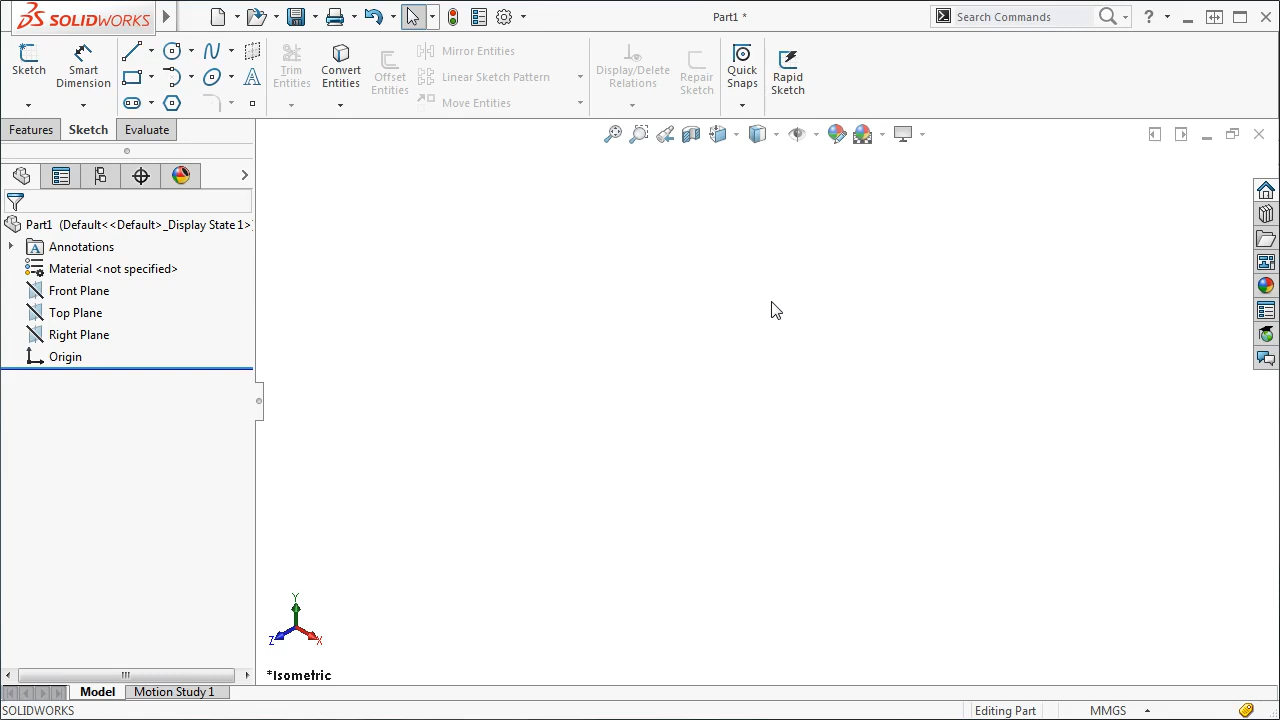 SOLIDWORKS
Part1 *
Search Commands
?
Sketch
Smart
Dimension
Trim
Entities
Convert
Entities
Offset
Entities
Mirror Entities
Linear Sketch Pattern
Move Entities
Display/Delete
Relations
Repair
Sketch
Quick
Snaps
Rapid
Sketch
Features
Sketch
Evaluate
Part1 (Default<<Default>_Display State 1>
Annotations
Material <not specified>
Front Plane
Top Plane
Right Plane
Origin
Y
Z
X
*Isometric
Model
Motion Study 1
SOLIDWORKS
Editing Part
MMGS